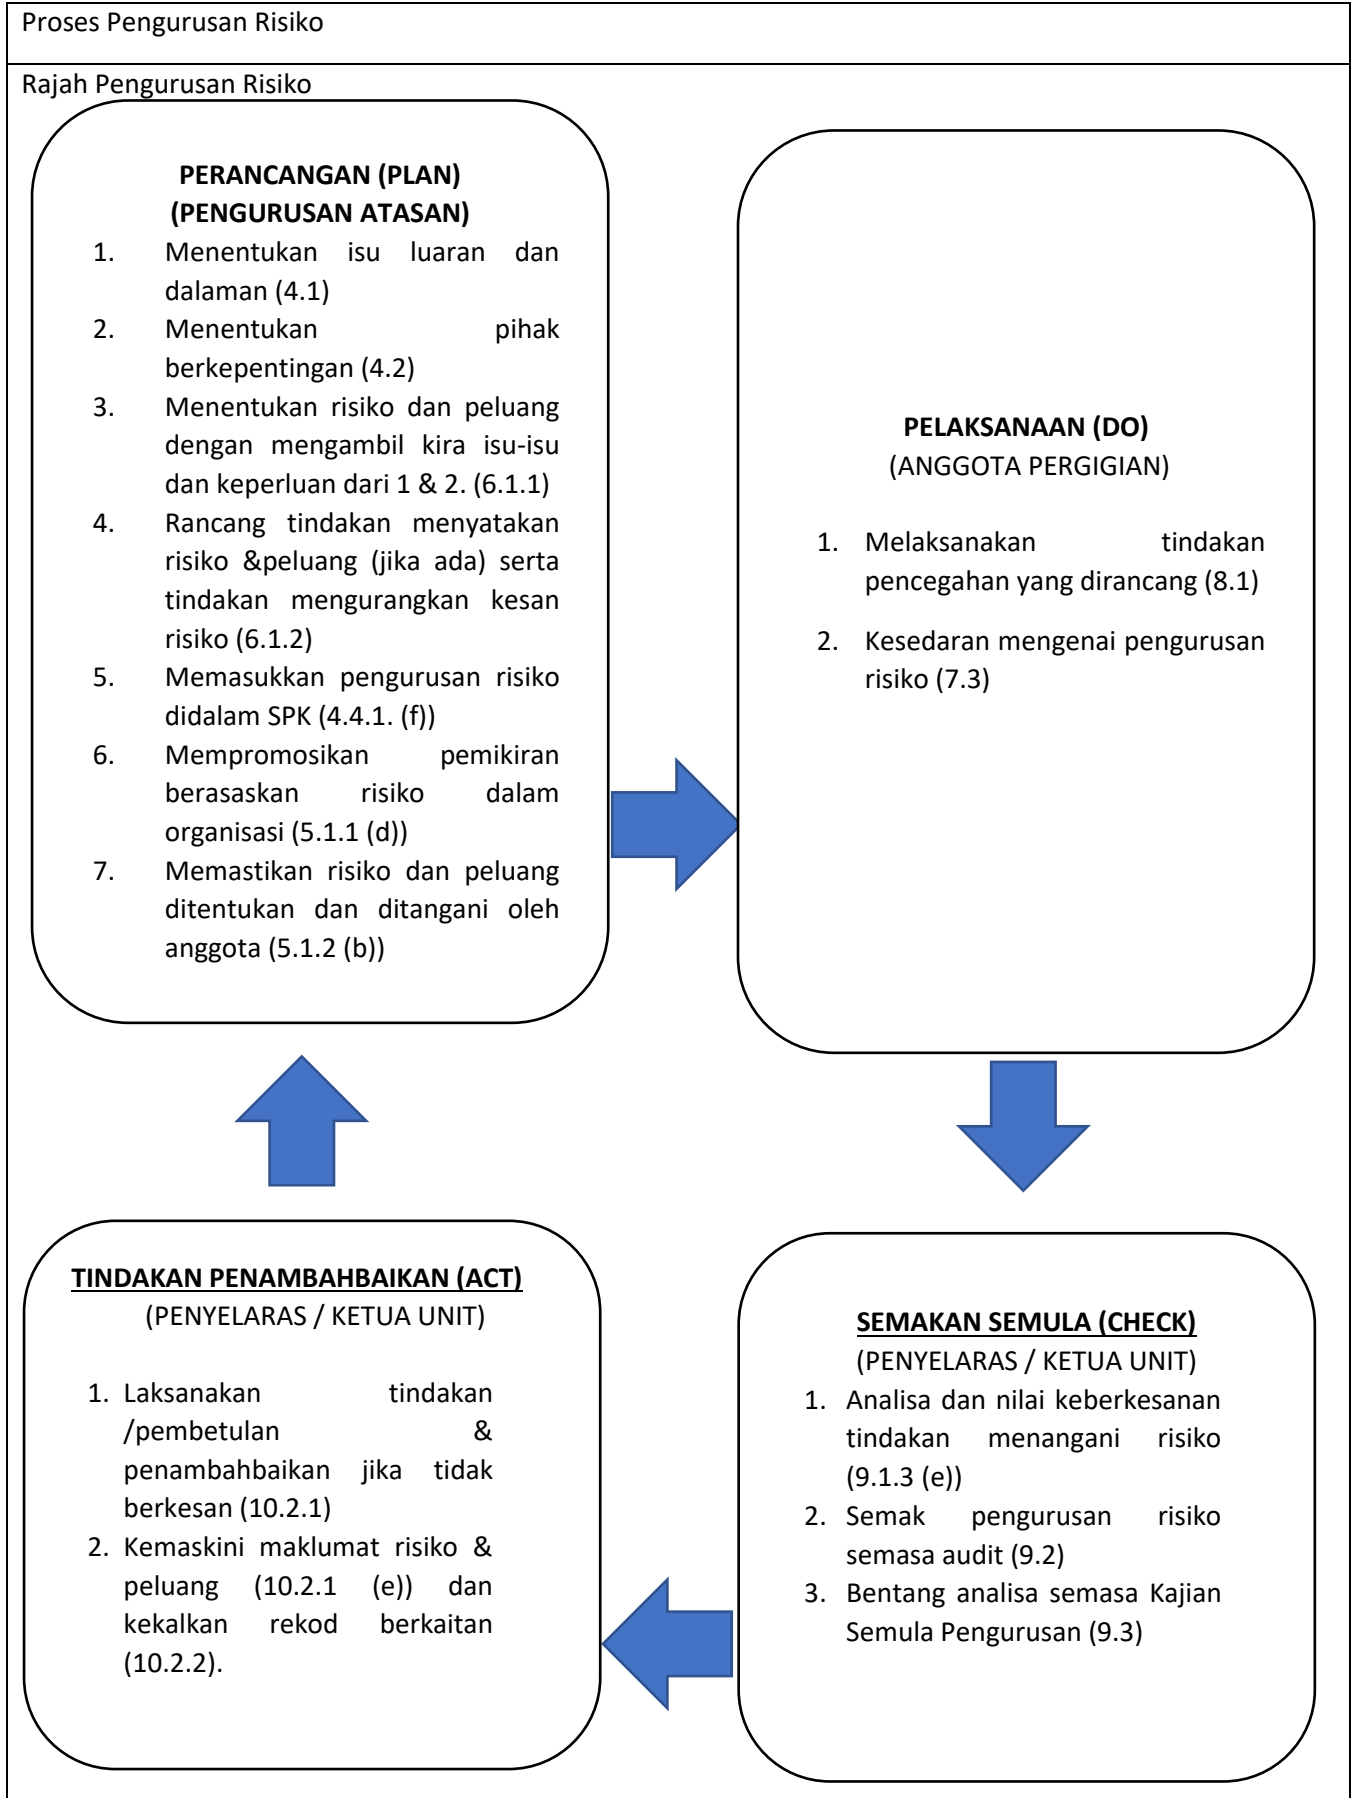 Proses Pengurusan Risiko
Rajah Pengurusan Risiko
PERANCANGAN (PLAN)
(PENGURUSAN ATASAN)
1. Menentukan isu luaran dan
dalaman (4.1)
2. Menentukan pihak
berkepentingan (4.2)
3. Menentukan risiko dan peluang
dengan mengambil kira isu-isu
dan keperluan dari 1 & 2. (6.1.1)
4. Rancang tindakan menyatakan
risiko &peluang (jika ada) serta
tindakan mengurangkan kesan
risiko (6.1.2)
5. Memasukkan pengurusan risiko
didalam SPK (4.4.1. (f))
6. Mempromosikan pemikiran
berasaskan risiko dalam
organisasi (5.1.1 (d))
7. Memastikan risiko dan peluang
ditentukan dan ditangani oleh
anggota (5.1.2 (b))
PELAKSANAAN (DO)
(ANGGOTA PERGIGIAN)
1. Melaksanakan tindakan
pencegahan yang dirancang (8.1)
2. Kesedaran mengenai pengurusan
risiko (7.3)
SEMAKAN SEMULA (CHECK)
(PENYELARAS / KETUA UNIT)
1. Analisa dan nilai keberkesanan
tindakan menangani risiko
(9.1.3 (e))
2. Semak pengurusan risiko
semasa audit (9.2)
3. Bentang analisa semasa Kajian
Semula Pengurusan (9.3)
TINDAKAN PENAMBAHBAIKAN (ACT)
(PENYELARAS / KETUA UNIT)
1. Laksanakan tindakan
/pembetulan &
penambahbaikan jika tidak
berkesan (10.2.1)
2. Kemaskini maklumat risiko &
peluang (10.2.1 (e)) dan
kekalkan rekod berkaitan
(10.2.2).